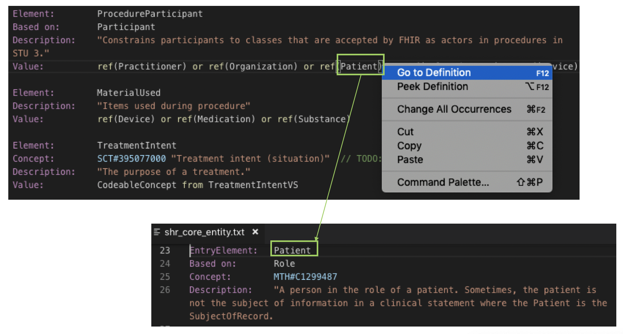 Element: ProcedureParticipant
Based on: Participant
Description: "Constrains participants to classes that are accepted by FHIR as actors in procedures in
STU 3."
Value: ref(Practitioner) or ref(Organization) or ref(Patient)
Element: MaterialUsed
Description: "Items used during procedure"
Value: ref(Device) or ref(Medication) or ref(Substance)
Element: TreatmentIntent
Concept: SCT#395077000 "Treatment intent (situation)" // TODO:
Description: "The purpose of a treatment."
Value: CodeableConcept from TreatmentIntentVS
Go to Definition F12
Peek Definition ⌥F12
Change All Occurrences ⌘F2
Cut ⌘X
Copy ⌘C
Paste ⌘V
Command Palette... ⇧⌘P
shr_core_entity.txt ×
23 EntryElement: Patient
24 Based on: Role
25 Concept: MTH#C1299487
26 Description: "A person in the role of a patient. Sometimes, the patient is
not the subject of information in a clinical statement where the Patient is the
SubjectOfRecord.